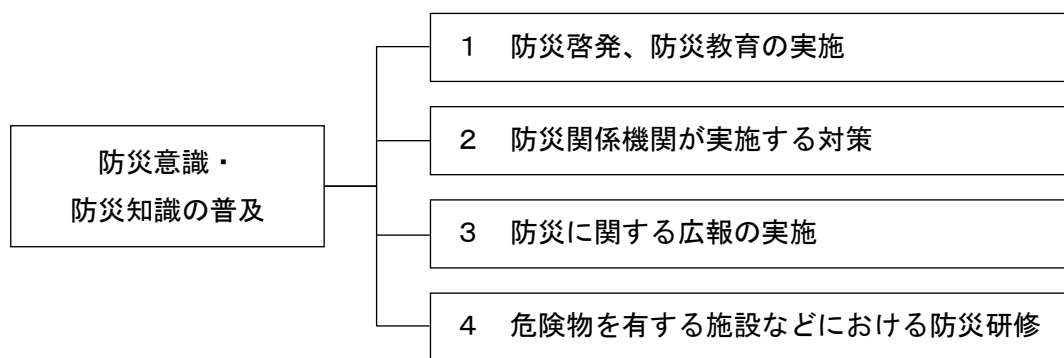 防災意識・
防災知識の普及
１　防災啓発、防災教育の実施
２　防災関係機関が実施する対策
３　防災に関する広報の実施
４　危険物を有する施設などにおける防災研修